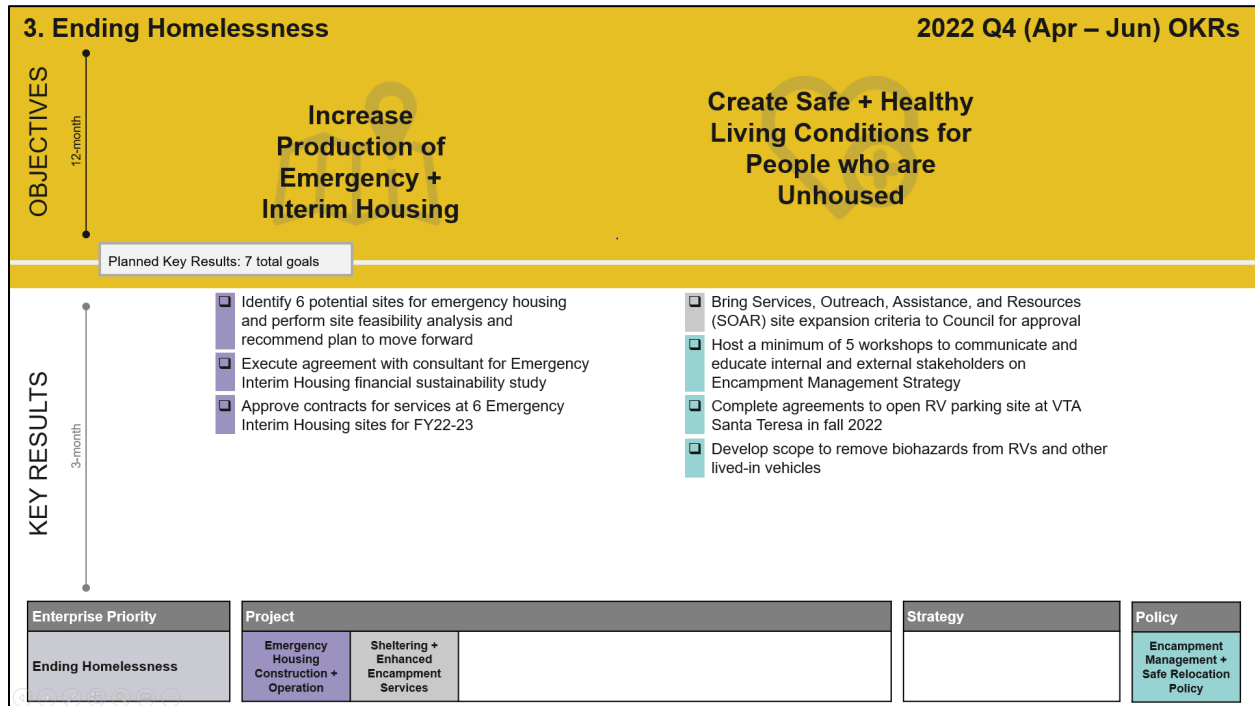 3. Ending Homelessness
2022 Q4 (Apr – Jun) OKRs
OBJECTIVES
12-month
Increase
Production of
Emergency +
Interim Housing
Create Safe + Healthy
Living Conditions for
People who are
Unhoused
Planned Key Results: 7 total goals
KEY RESULTS
3-month
Identify 6 potential sites for emergency housing
and perform site feasibility analysis and
recommend plan to move forward
Execute agreement with consultant for Emergency
Interim Housing financial sustainability study
Approve contracts for services at 6 Emergency
Interim Housing sites for FY22-23
Bring Services, Outreach, Assistance, and Resources
(SOAR) site expansion criteria to Council for approval
Host a minimum of 5 workshops to communicate and
educate internal and external stakeholders on
Encampment Management Strategy
Complete agreements to open RV parking site at VTA
Santa Teresa in fall 2022
Develop scope to remove biohazards from RVs and other
lived-in vehicles
Enterprise Priority
Ending Homelessness
Project
Emergency
Housing
Construction +
Operation
Sheltering +
Enhanced
Encampment
Services
Strategy
Policy
Encampment
Management +
Safe Relocation
Policy